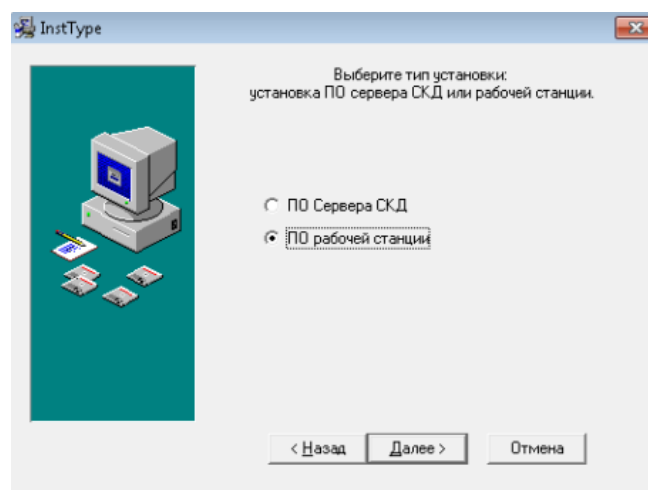 InstType
Выберите тип установки:
установка ПО сервера СКД или рабочей станции.
ПО Сервера СКД
ПО рабочей станции
< Назад
Далее >
Отмена